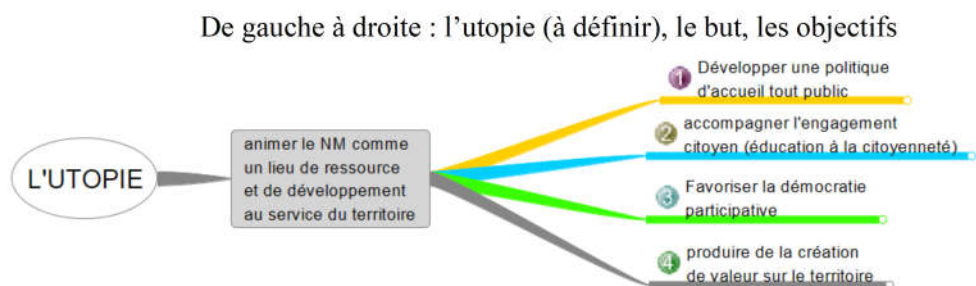 De gauche à droite : l'utopie (à définir), le but, les objectifs
L'UTOPIE
animer le NM comme
un lieu de ressource
et de développement
au service du territoire
1 Développer une politique
d'accueil tout public
2 accompagner l'engagement
citoyen (éducation à la citoyenneté)
3 Favoriser la démocratie
participative
4 produire de la création
de valeur sur le territoire